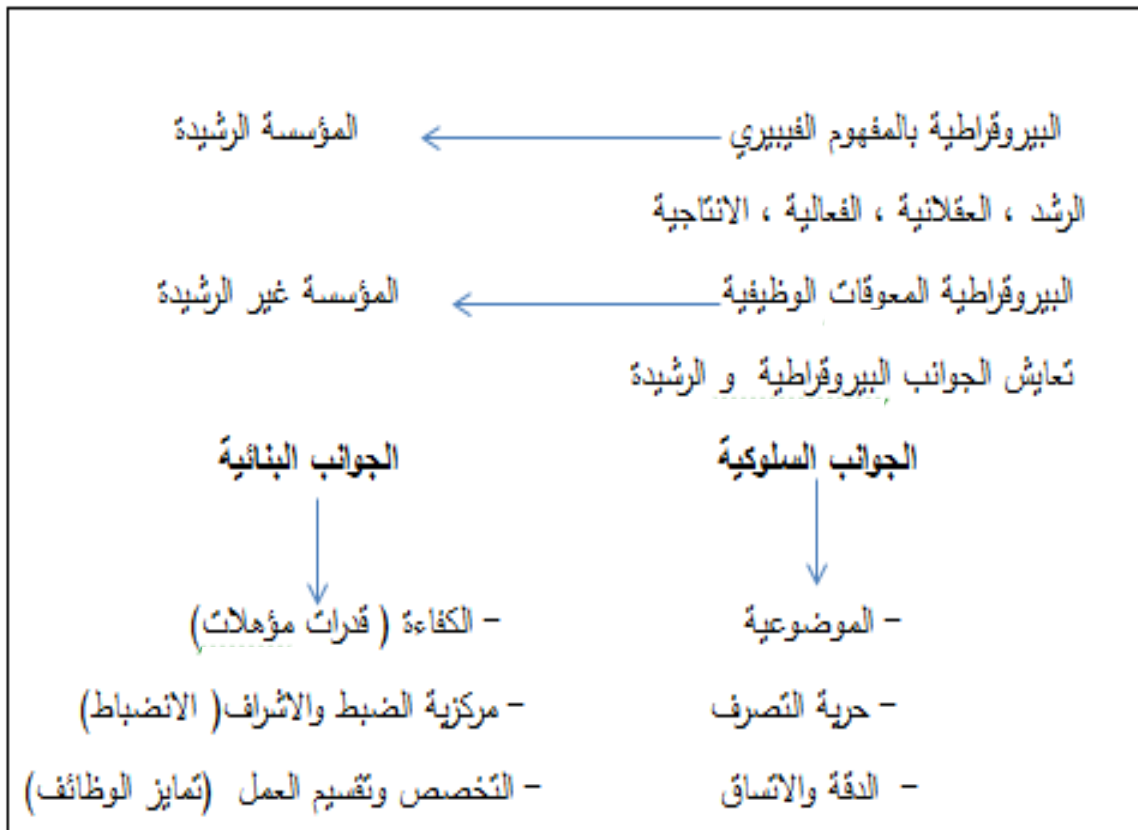 البيروقراطية بالمفهوم الفيبيري المؤسسة الرشيدة
الرشد ، العقلانية ، الفعالية ، الانتاجية
البيروقراطية المعوقات الوظيفية المؤسسة غير الرشيدة
تعايش الجوانب البيروقراطية و الرشيدة
الجوانب السلوكية الجوانب البنائية
- الموضوعية - الكفاءة ( قدرات مؤهلات)
- حرية التصرف - مركزية الضبط والاشراف( الانضباط)
- الدقة والاتساق - التخصص وتقسيم العمل (تمايز الوظائف)